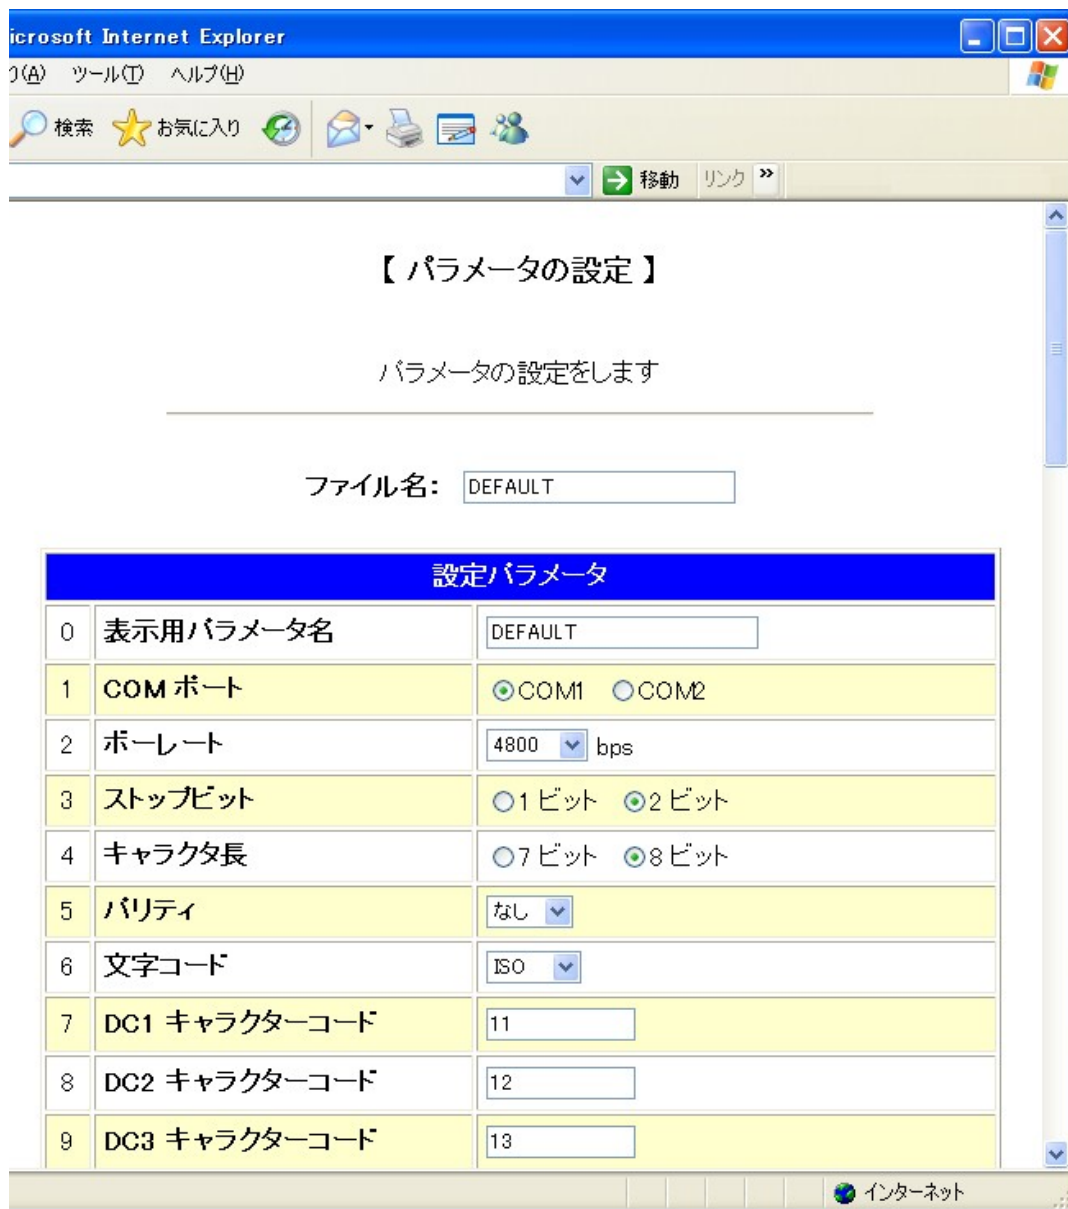 icrosoft Internet Explorer
(A) ツール(T) ヘルプ(H)
検索 お気に入り
移動 リンク »
【 パラメータの設定 】
パラメータの設定をします
ファイル名: DEFAULT
設定パラメータ
0 表示用パラメータ名 DEFAULT
1 COM ポート COM1 COM2
2 ボーレート 4800 bps
3 ストップビット 1 ビット 2 ビット
4 キャラクタ長 7 ビット 8 ビット
5 パリティ なし
6 文字コード ISO
7 DC1 キャラクターコード 11
8 DC2 キャラクターコード 12
9 DC3 キャラクターコード 13
インターネット